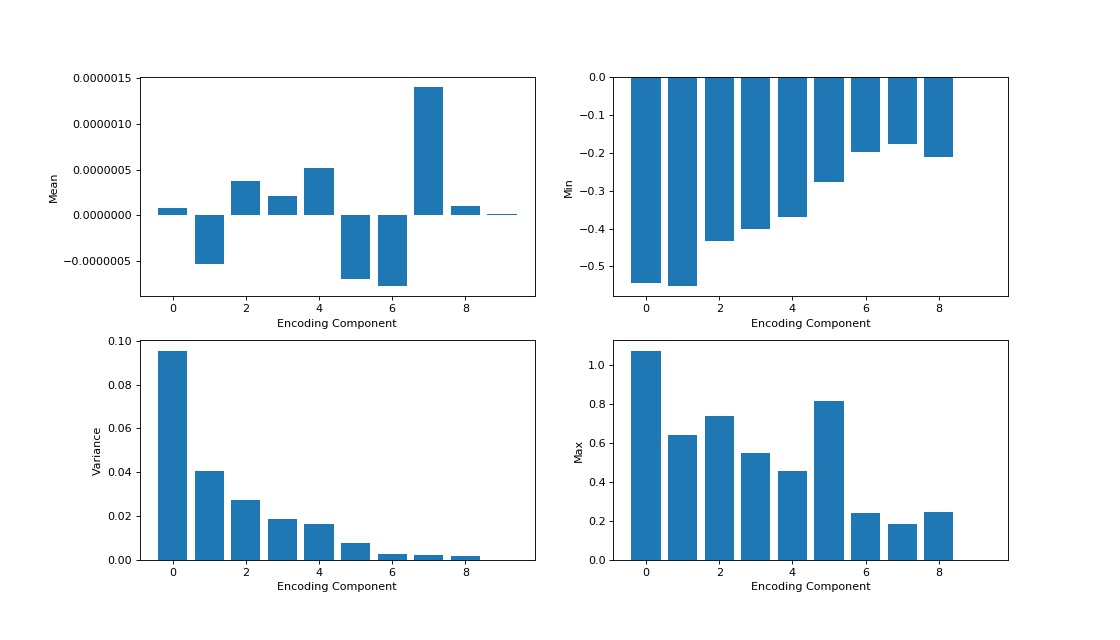 0.0000015
0.0000010
0.0000005
0.0000000
−0.0000005
Mean
0 2 4 6 8
Encoding Component
0.0
−0.1
−0.2
−0.3
−0.4
−0.5
Min
0 2 4 6 8
Encoding Component
0.10
0.08
0.06
0.04
0.02
0.00
Variance
0 2 4 6 8
Encoding Component
1.0
0.8
0.6
0.4
0.2
0.0
Max
0 2 4 6 8
Encoding Component